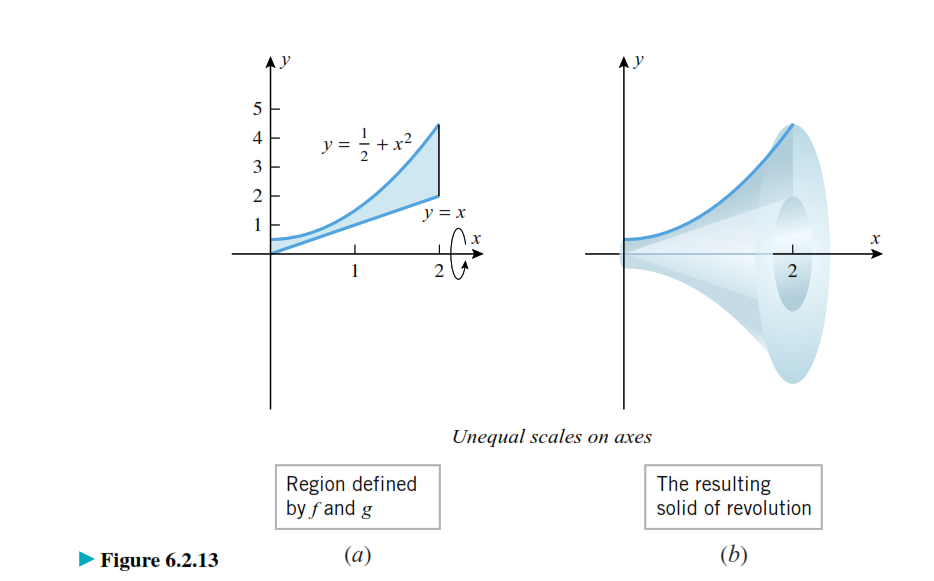 y
5
4
3
2
1
y = 1/2 + x²
y = x
x
1
2
y
x
2
Unequal scales on axes
Region defined
by f and g
The resulting
solid of revolution
(a)
(b)
▶ Figure 6.2.13